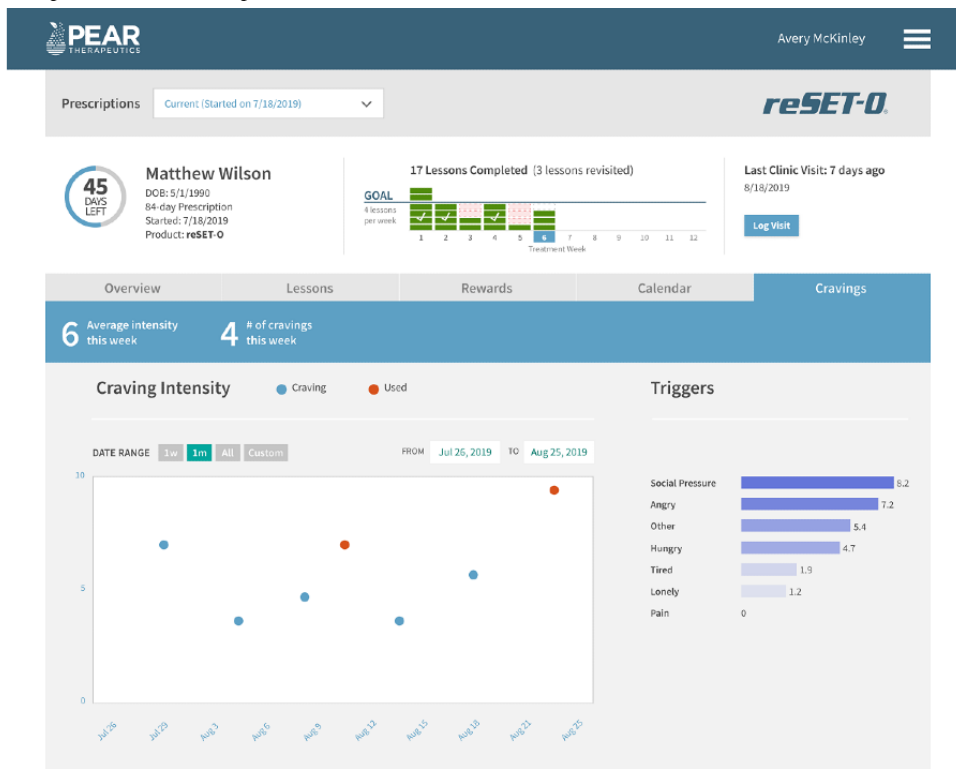 PEAR
THERAPEUTICS
Avery McKinley
Prescriptions
Current (Started on 7/18/2019)
reSET-O®
45
DAYS
LEFT
Matthew Wilson
DOB: 5/1/1990
84-day Prescription
Started: 7/18/2019
Product: reSET-O
17 Lessons Completed (3 lessons revisited)
GOAL
4 lessons
per week
1 2 3 4 5 6 7 8 9 10 11 12
Treatment Week
Last Clinic Visit: 7 days ago
8/18/2019
Log Visit
Overview Lessons Rewards Calendar Cravings
6 Average intensity
this week
4 # of cravings
this week
Craving Intensity
Craving
Used
DATE RANGE 1w 1m All Custom
FROM Jul 26, 2019 TO Aug 25, 2019
10
5
0
Jul 26 Jul 29 Aug 3 Aug 6 Aug 9 Aug 12 Aug 15 Aug 18 Aug 21 Aug 25
Triggers
Social Pressure 8.2
Angry 7.2
Other 5.4
Hungry 4.7
Tired 1.9
Lonely 1.2
Pain 0